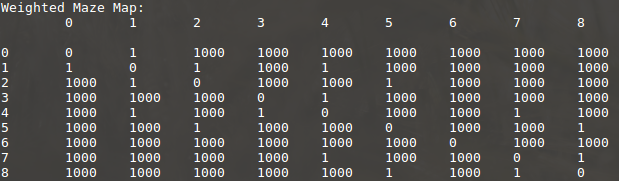 Weighted Maze Map:
0 1 2 3 4 5 6 7 8
0 0 1 1000 1000 1000 1000 1000 1000 1000
1 1 0 1 1000 1 1000 1000 1000 1000
2 1000 1 0 1000 1000 1 1000 1000 1000
3 1000 1000 1000 0 1 1000 1000 1000 1000
4 1000 1 1000 1 0 1000 1000 1 1000
5 1000 1000 1 1000 1000 0 1000 1000 1
6 1000 1000 1000 1000 1000 1000 0 1000 1000
7 1000 1000 1000 1000 1 1000 1000 0 1
8 1000 1000 1000 1000 1000 1 1000 1 0